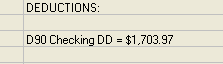 DEDUCTIONS:
D90 Checking DD = $1,703.97